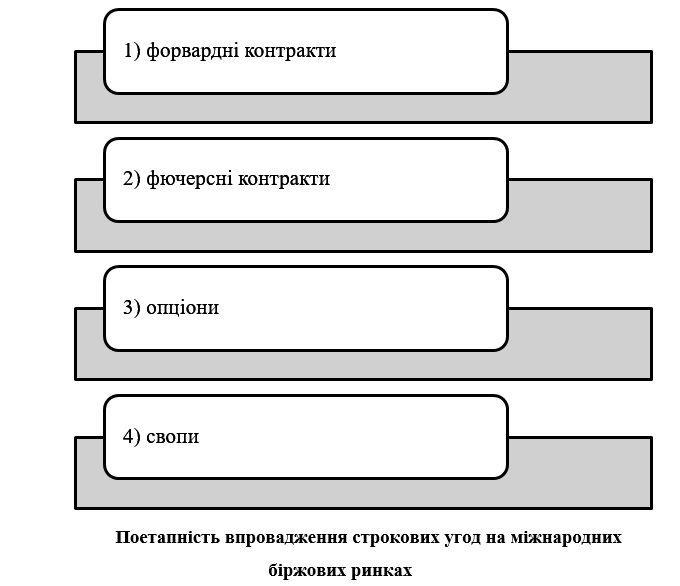 1) форвардні контракти
2) фючерсні контракти
3) опціони
4) свопи
Поетапність впровадження строкових угод на міжнародних
біржових ринках